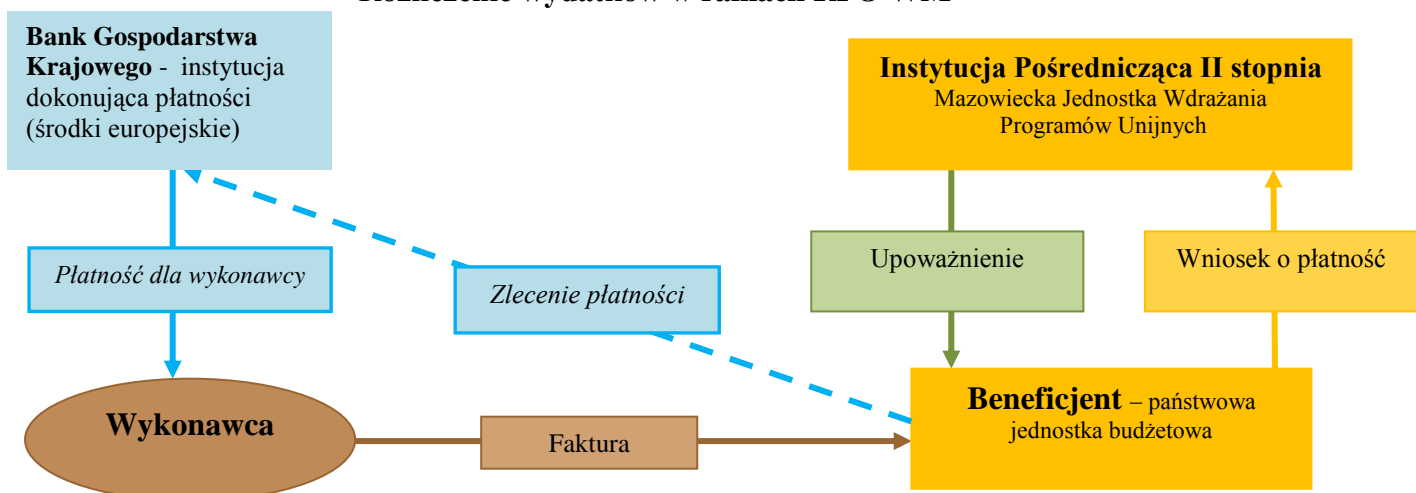 Bank Gospodarstwa
Krajowego - instytucja
dokonująca płatności
(środki europejskie)
Instytucja Pośrednicząca II stopnia
Mazowiecka Jednostka Wdrażania
Programów Unijnych
Płatność dla wykonawcy
Zlecenie płatności
Upoważnienie
Wniosek o płatność
Wykonawca
Faktura
Beneficjent – państwowa
jednostka budżetowa